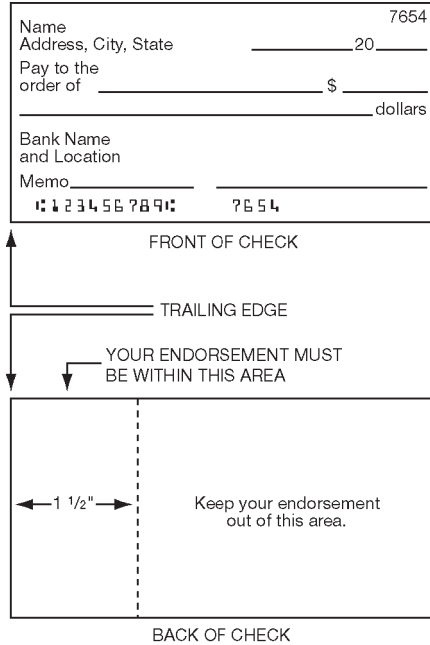 7654
Name
Address, City, State 20
Pay to the
order of $
dollars
Bank Name
and Location
Memo
⑆123456789⑆ 7654
FRONT OF CHECK
TRAILING EDGE
YOUR ENDORSEMENT MUST
BE WITHIN THIS AREA
1 1/2"
Keep your endorsement
out of this area.
BACK OF CHECK